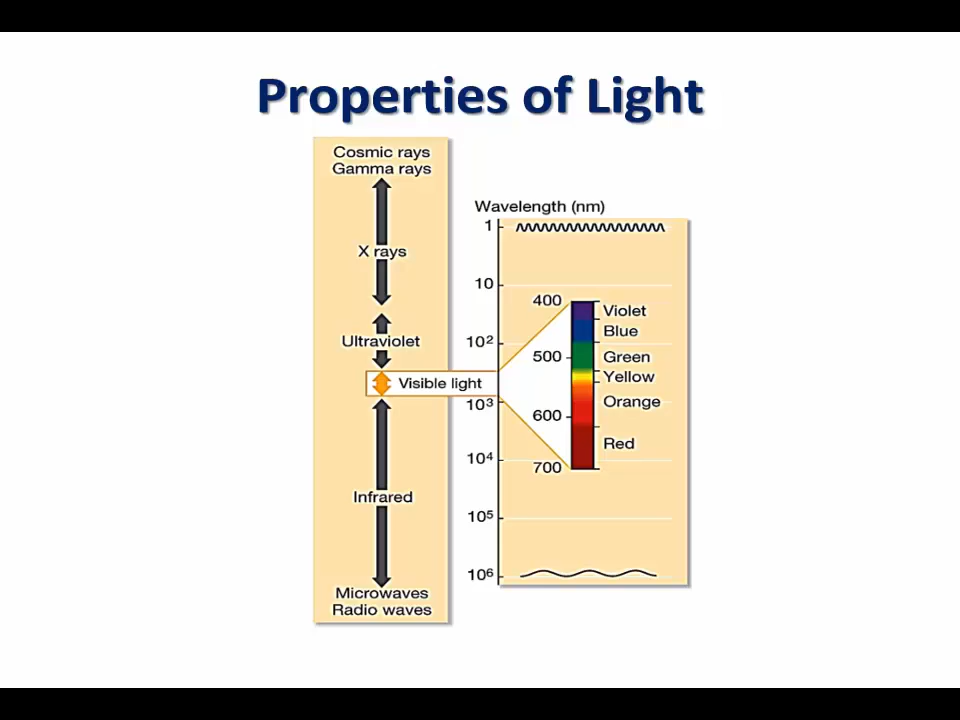 Properties of Light
Cosmic rays
Gamma rays
X rays
Ultraviolet
Visible light
Infrared
Microwaves
Radio waves
Wavelength (nm)
1
10
10²
10³
10⁴
10⁵
10⁶
400
500
600
700
Violet
Blue
Green
Yellow
Orange
Red